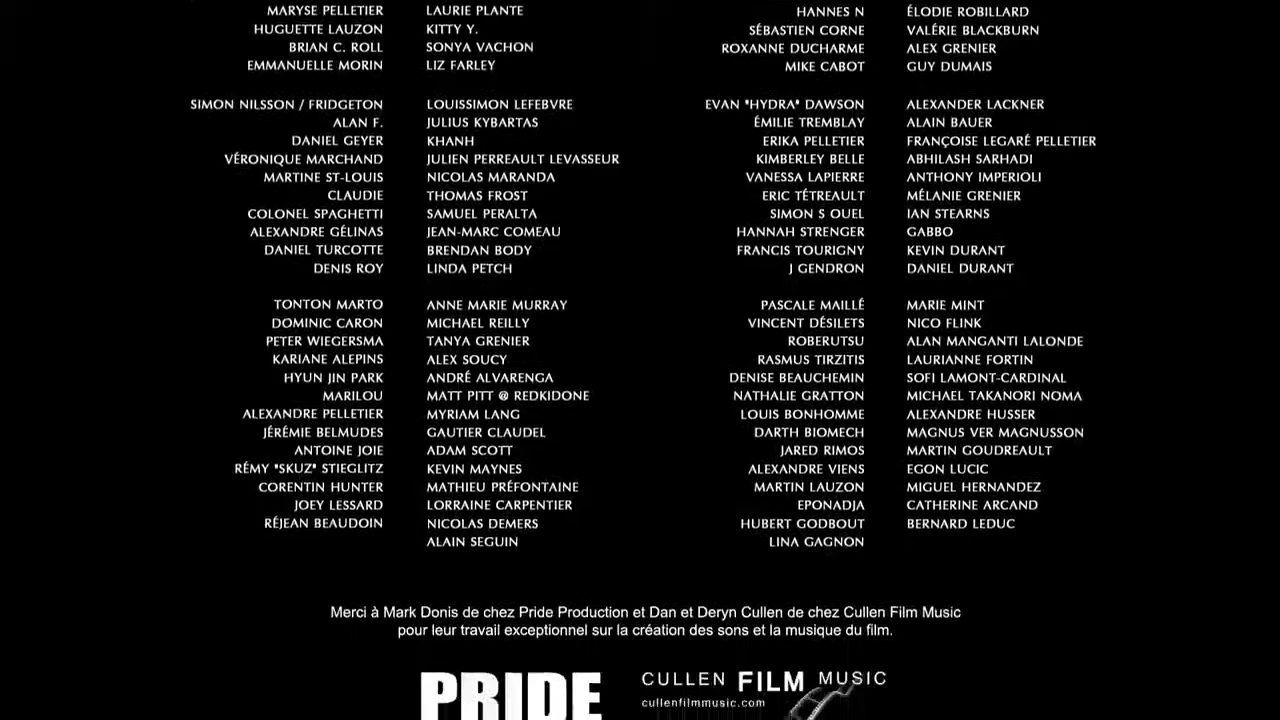 MARYSE PELLETIER LAURIE PLANTE HANNES N ÉLODIE ROBILLARD
HUGUETTE LAUZON KITTY Y. SÉBASTIEN CORNE VALÉRIE BLACKBURN
BRIAN C. ROLL SONYA VACHON ROXANNE DUCHARME ALEX GRENIER
EMMANUELLE MORIN LIZ FARLEY MIKE CABOT GUY DUMAIS
SIMON NILSSON / FRIDGETON LOUISSIMON LEFEBVRE EVAN "HYDRA" DAWSON ALEXANDER LACKNER
ALAN F. JULIUS KYBARTAS ÉMILIE TREMBLAY ALAIN BAUER
DANIEL GEYER KHANH ERIKA PELLETIER FRANÇOISE LEGARÉ PELLETIER
VÉRONIQUE MARCHAND JULIEN PERREAULT LEVASSEUR KIMBERLEY BELLE ABHILASH SARHADI
MARTINE ST-LOUIS NICOLAS MARANDA VANESSA LAPIERRE ANTHONY IMPERIOLI
CLAUDIE THOMAS FROST ERIC TÉTREAULT MÉLANIE GRENIER
COLONEL SPAGHETTI SAMUEL PERALTA SIMON S OUEL IAN STEARNS
ALEXANDRE GÉLINAS JEAN-MARC COMEAU HANNAH STRENGER GABBO
DANIEL TURCOTTE BRENDAN BODY FRANCIS TOURIGNY KEVIN DURANT
DENIS ROY LINDA PETCH J GENDRON DANIEL DURANT
TONTON MARTO ANNE MARIE MURRAY PASCALE MAILLÉ MARIE MINT
DOMINIC CARON MICHAEL REILLY VINCENT DÉSILETS NICO FLINK
PETER WIEGERSMA TANYA GRENIER ROBERUTSU ALAN MANGANTI LALONDE
KARIANE ALEPINS ALEX SOUCY RASMUS TIRZITIS LAURIANNE FORTIN
HYUN JIN PARK ANDRÉ ALVARENGA DENISE BEAUCHEMIN SOFI LAMONT-CARDINAL
MARILOU MATT PITT @ REDKIDONE NATHALIE GRATTON MICHAEL TAKANORI NOMA
ALEXANDRE PELLETIER MYRIAM LANG LOUIS BONHOMME ALEXANDRE HUSSER
JÉRÉMIE BELMUDES GAUTIER CLAUDEL DARTH BIOMECH MAGNUS VER MAGNUSSON
ANTOINE JOIE ADAM SCOTT JARED RIMOS MARTIN GOUDREAULT
RÉMY "SKUZ" STIEGLITZ KEVIN MAYNES ALEXANDRE VIENS EGON LUCIC
CORENTIN HUNTER MATHIEU PRÉFONTAINE MARTIN LAUZON MIGUEL HERNANDEZ
JOEY LESSARD LORRAINE CARPENTIER EPONADJA CATHERINE ARCAND
RÉJEAN BEAUDOIN NICOLAS DEMERS HUBERT GODBOUT BERNARD LEDUC
ALAIN SEGUIN LINA GAGNON
Merci à Mark Donis de chez Pride Production et Dan et Deryn Cullen de chez Cullen Film Music
pour leur travail exceptionnel sur la création des sons et la musique du film.
PRIDE CULLEN FILM MUSIC
cullenfilmmusic.com